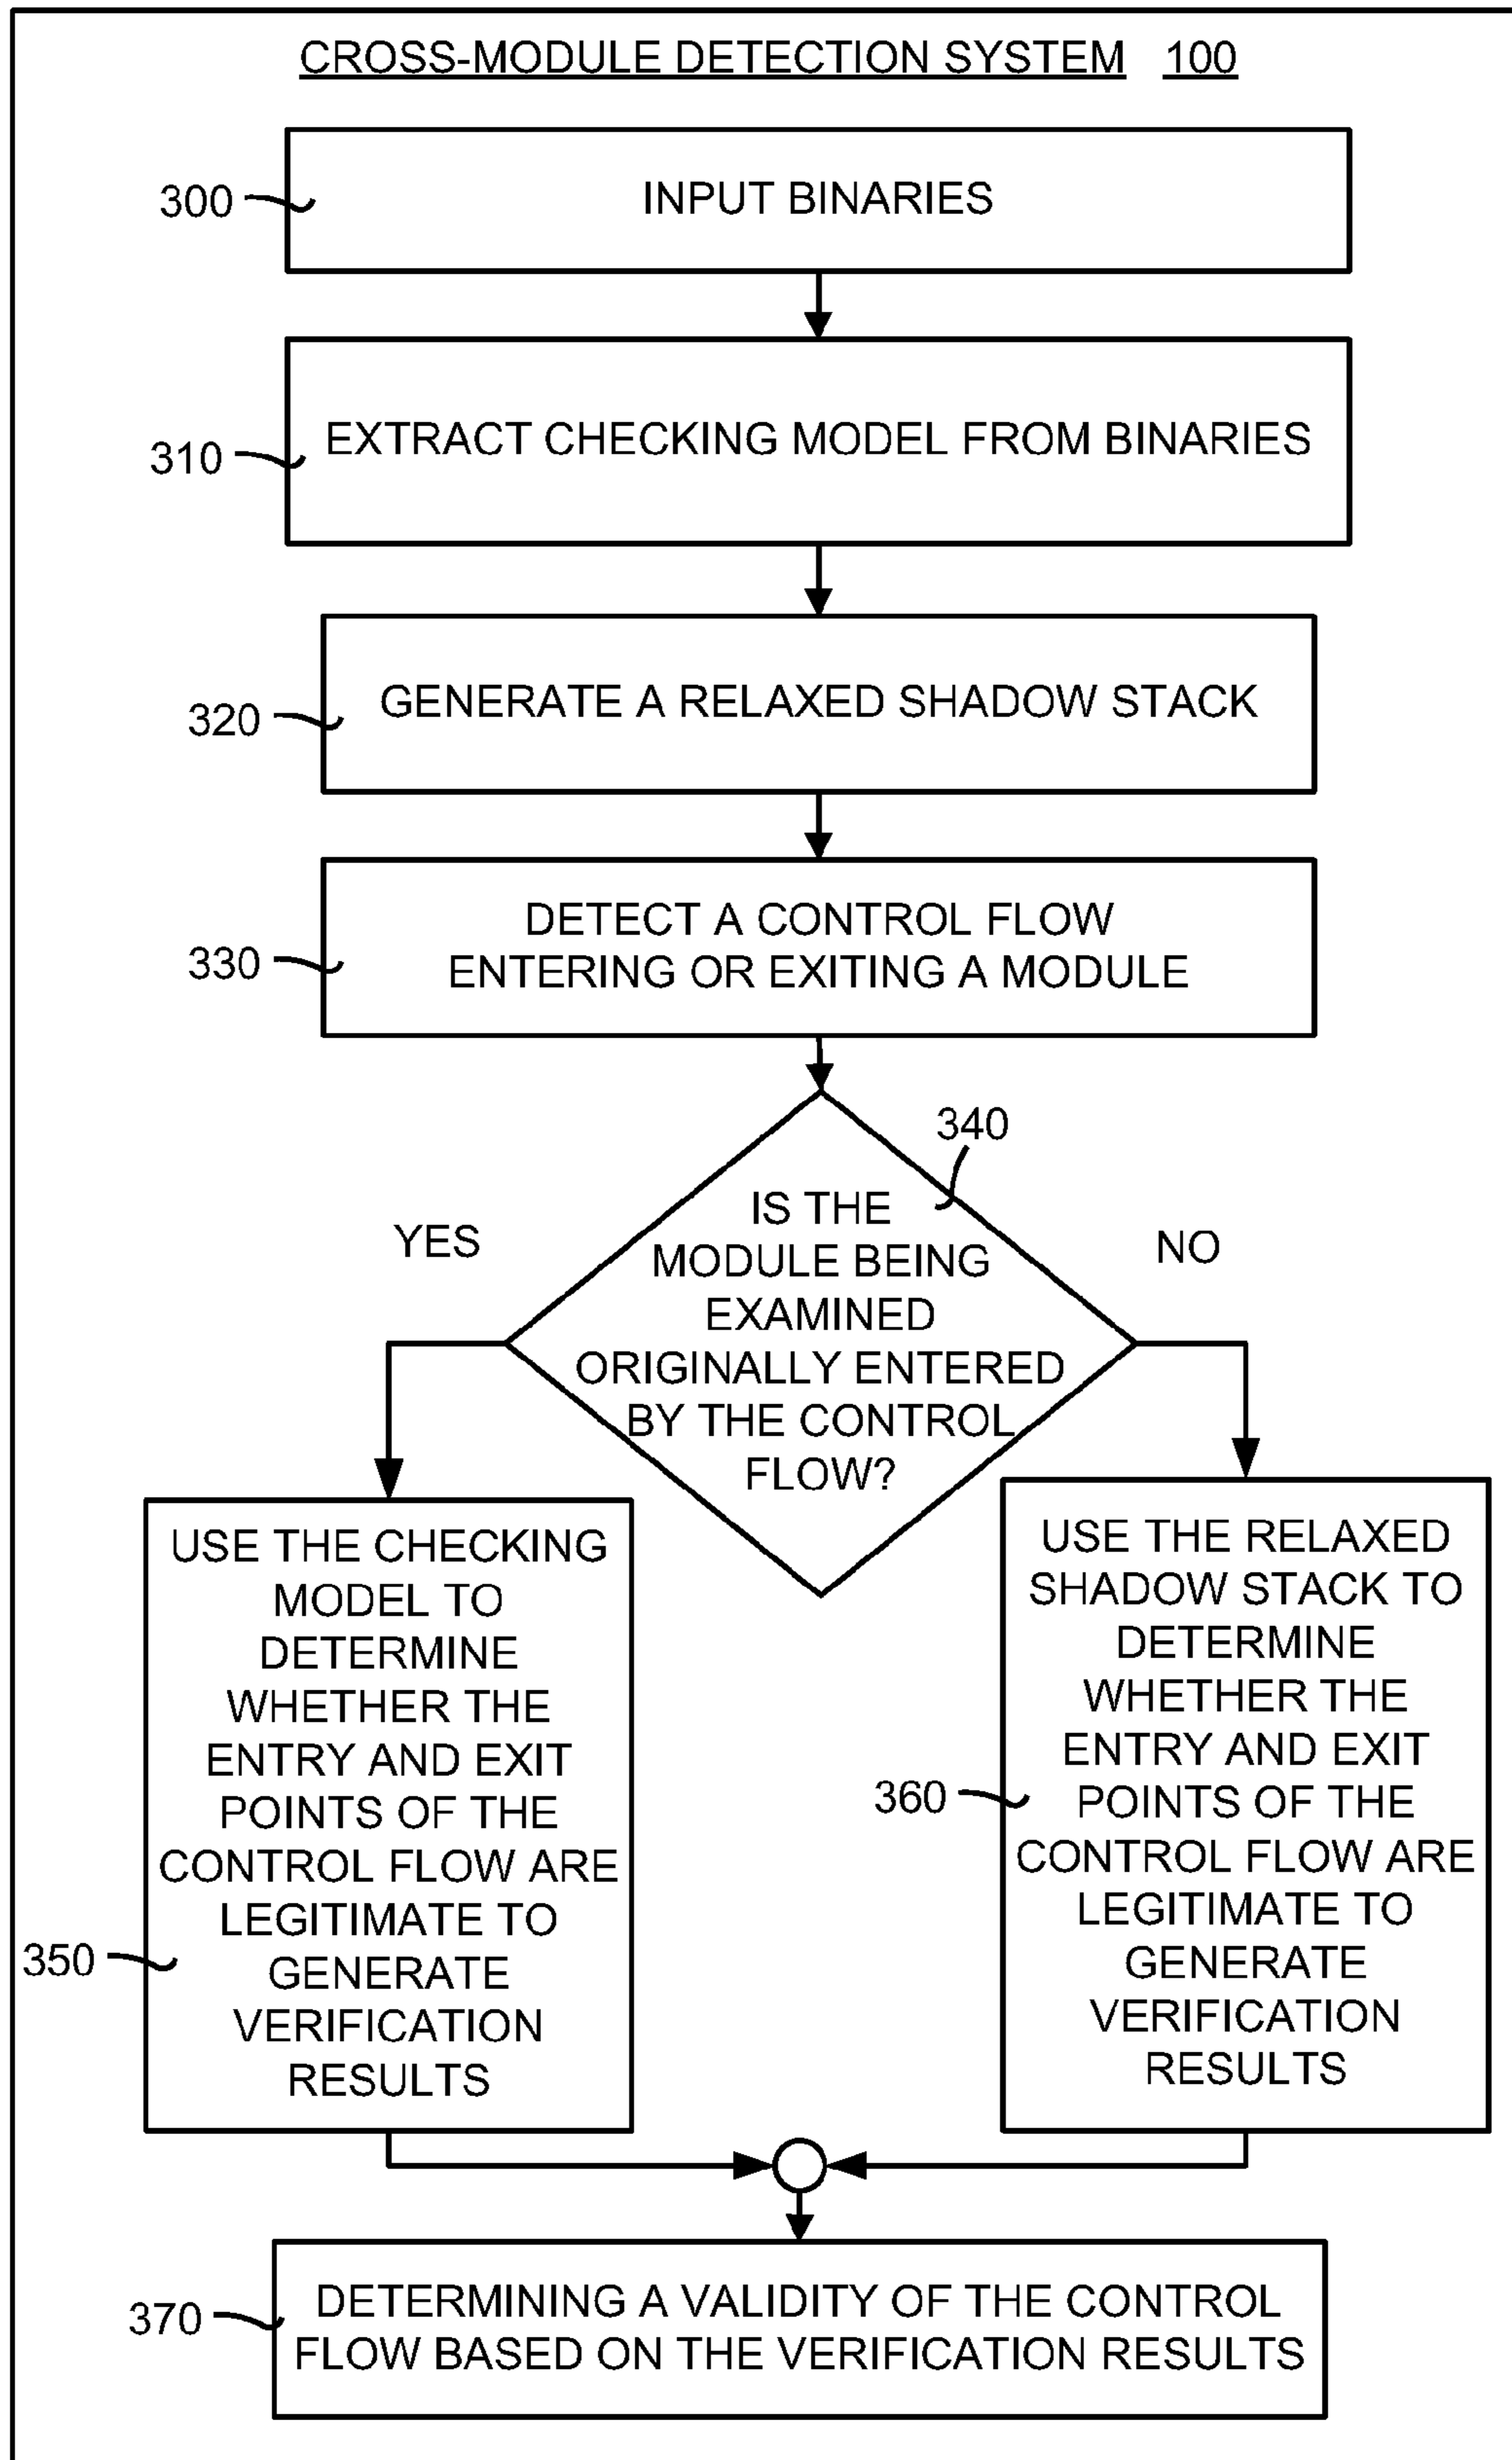 CROSS-MODULE DETECTION SYSTEM 100
300
INPUT BINARIES
310
EXTRACT CHECKING MODEL FROM BINARIES
320
GENERATE A RELAXED SHADOW STACK
330
DETECT A CONTROL FLOW
ENTERING OR EXITING A MODULE
340
IS THE
MODULE BEING
EXAMINED
ORIGINALLY ENTERED
BY THE CONTROL
FLOW?
YES
NO
350
USE THE CHECKING
MODEL TO
DETERMINE
WHETHER THE
ENTRY AND EXIT
POINTS OF THE
CONTROL FLOW ARE
LEGITIMATE TO
GENERATE
VERIFICATION
RESULTS
360
USE THE RELAXED
SHADOW STACK TO
DETERMINE
WHETHER THE
ENTRY AND EXIT
POINTS OF THE
CONTROL FLOW ARE
LEGITIMATE TO
GENERATE
VERIFICATION
RESULTS
370
DETERMINING A VALIDITY OF THE CONTROL
FLOW BASED ON THE VERIFICATION RESULTS